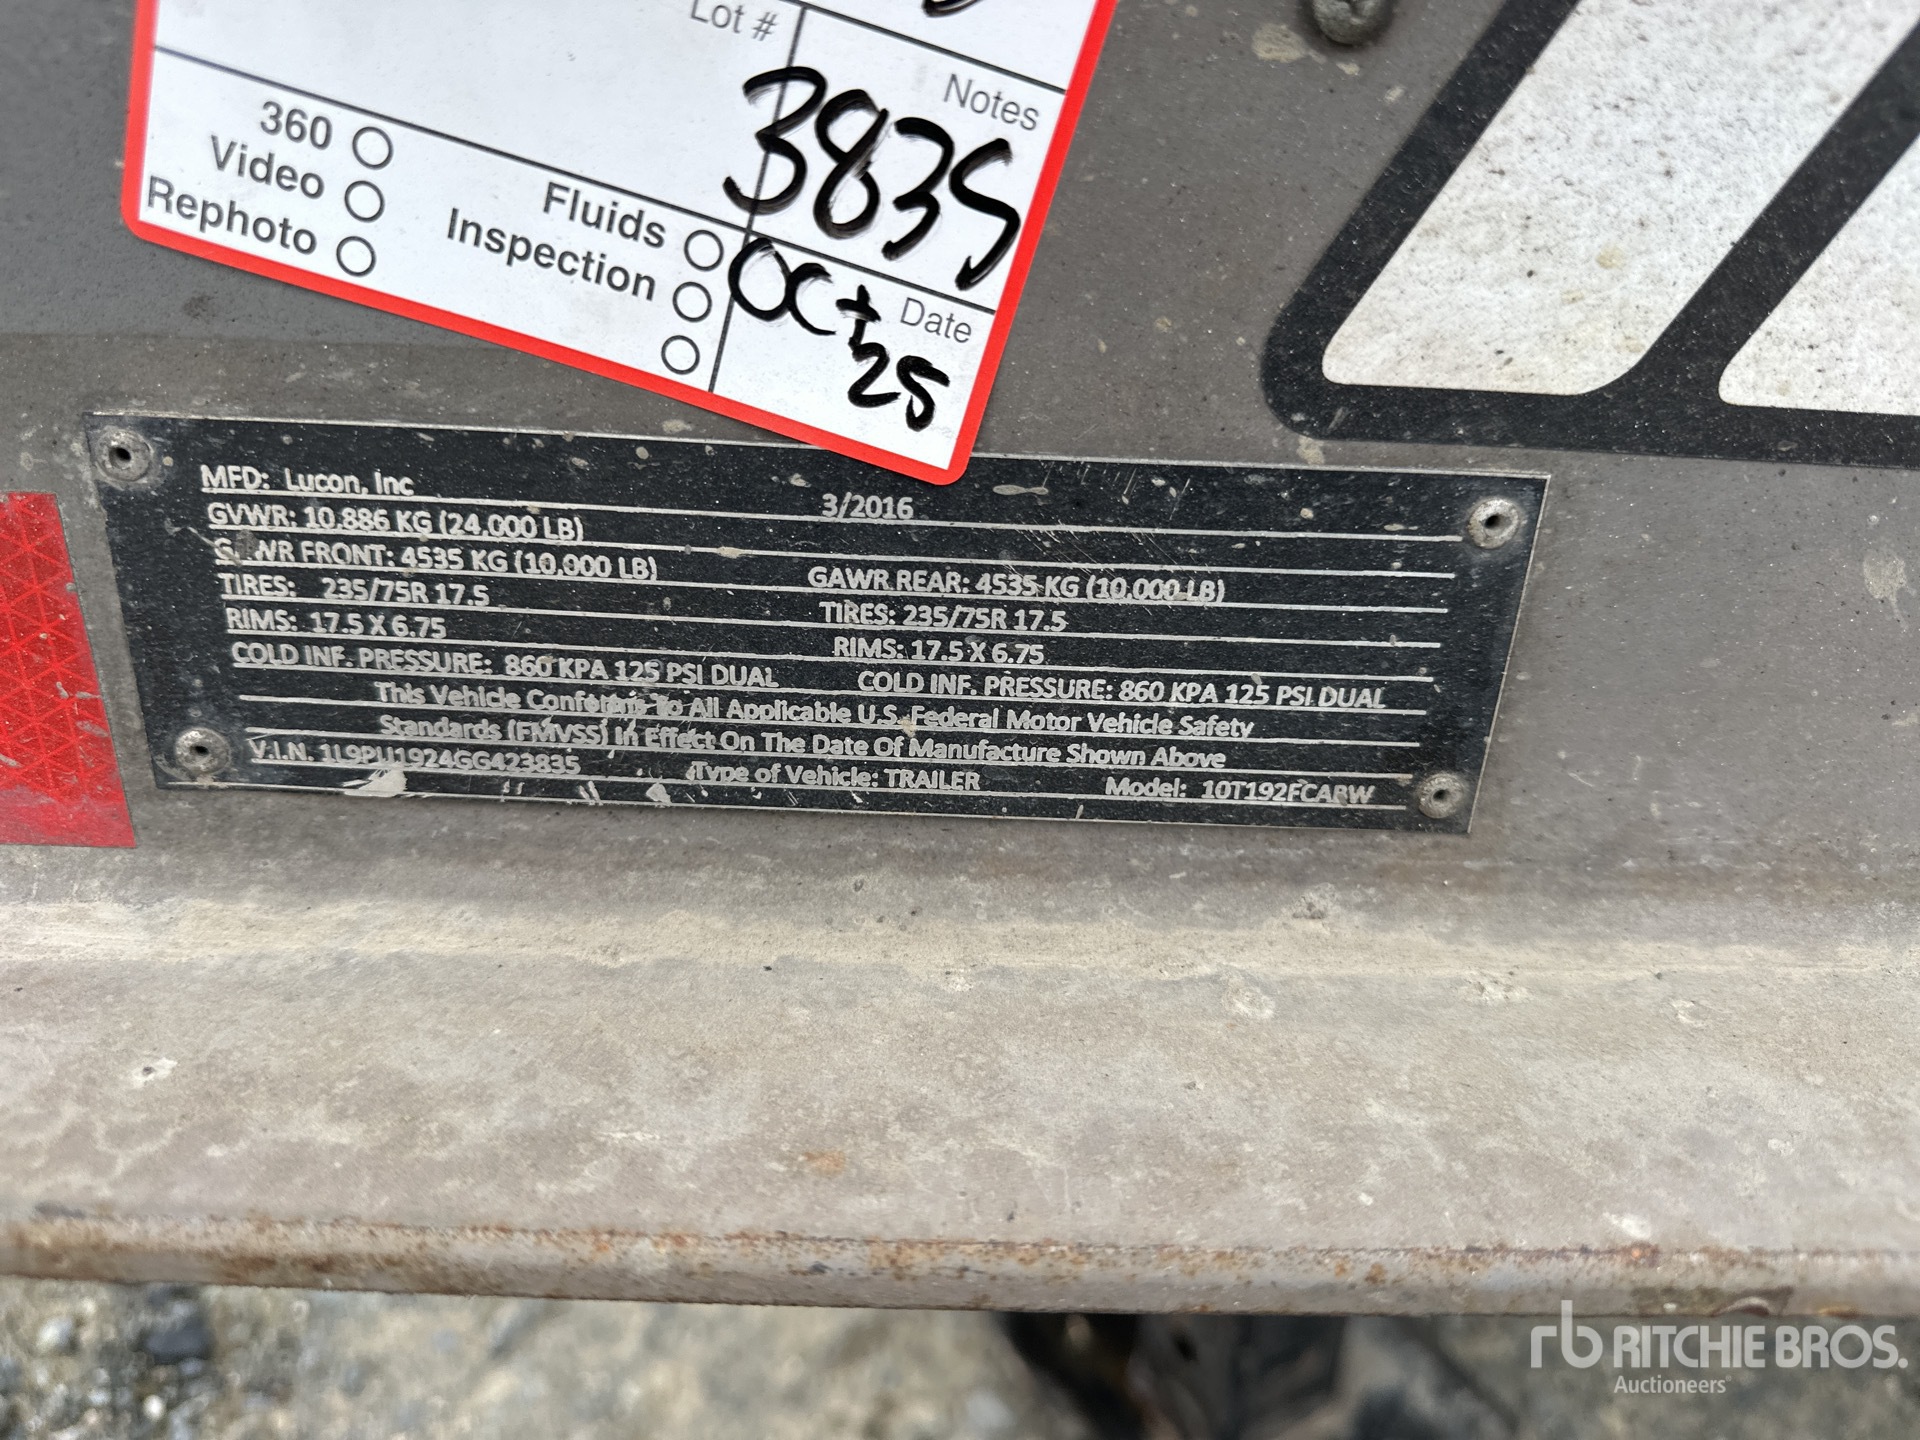 Lot #
Notes
3835
360
Video
Rephoto
Fluids
Inspection
Date
Oct
25
MFD: Lucon, Inc 3/2016
GVWR: 10,886 KG (24,000 LB)
GAWR FRONT: 4535 KG (10,000 LB) GAWR REAR: 4535 KG (10,000 LB)
TIRES: 235/75R 17.5 TIRES: 235/75R 17.5
RIMS: 17.5 X 6.75 RIMS: 17.5 X 6.75
COLD INF. PRESSURE: 860 KPA 125 PSI DUAL COLD INF. PRESSURE: 860 KPA 125 PSI DUAL
This Vehicle Conforms To All Applicable U.S. Federal Motor Vehicle Safety
Standards (FMVSS) In Effect On The Date Of Manufacture Shown Above
V.I.N. 1L9PU1924GG423835 Type of Vehicle: TRAILER Model: 10T192FCABW
rb RITCHIE BROS.
Auctioneers